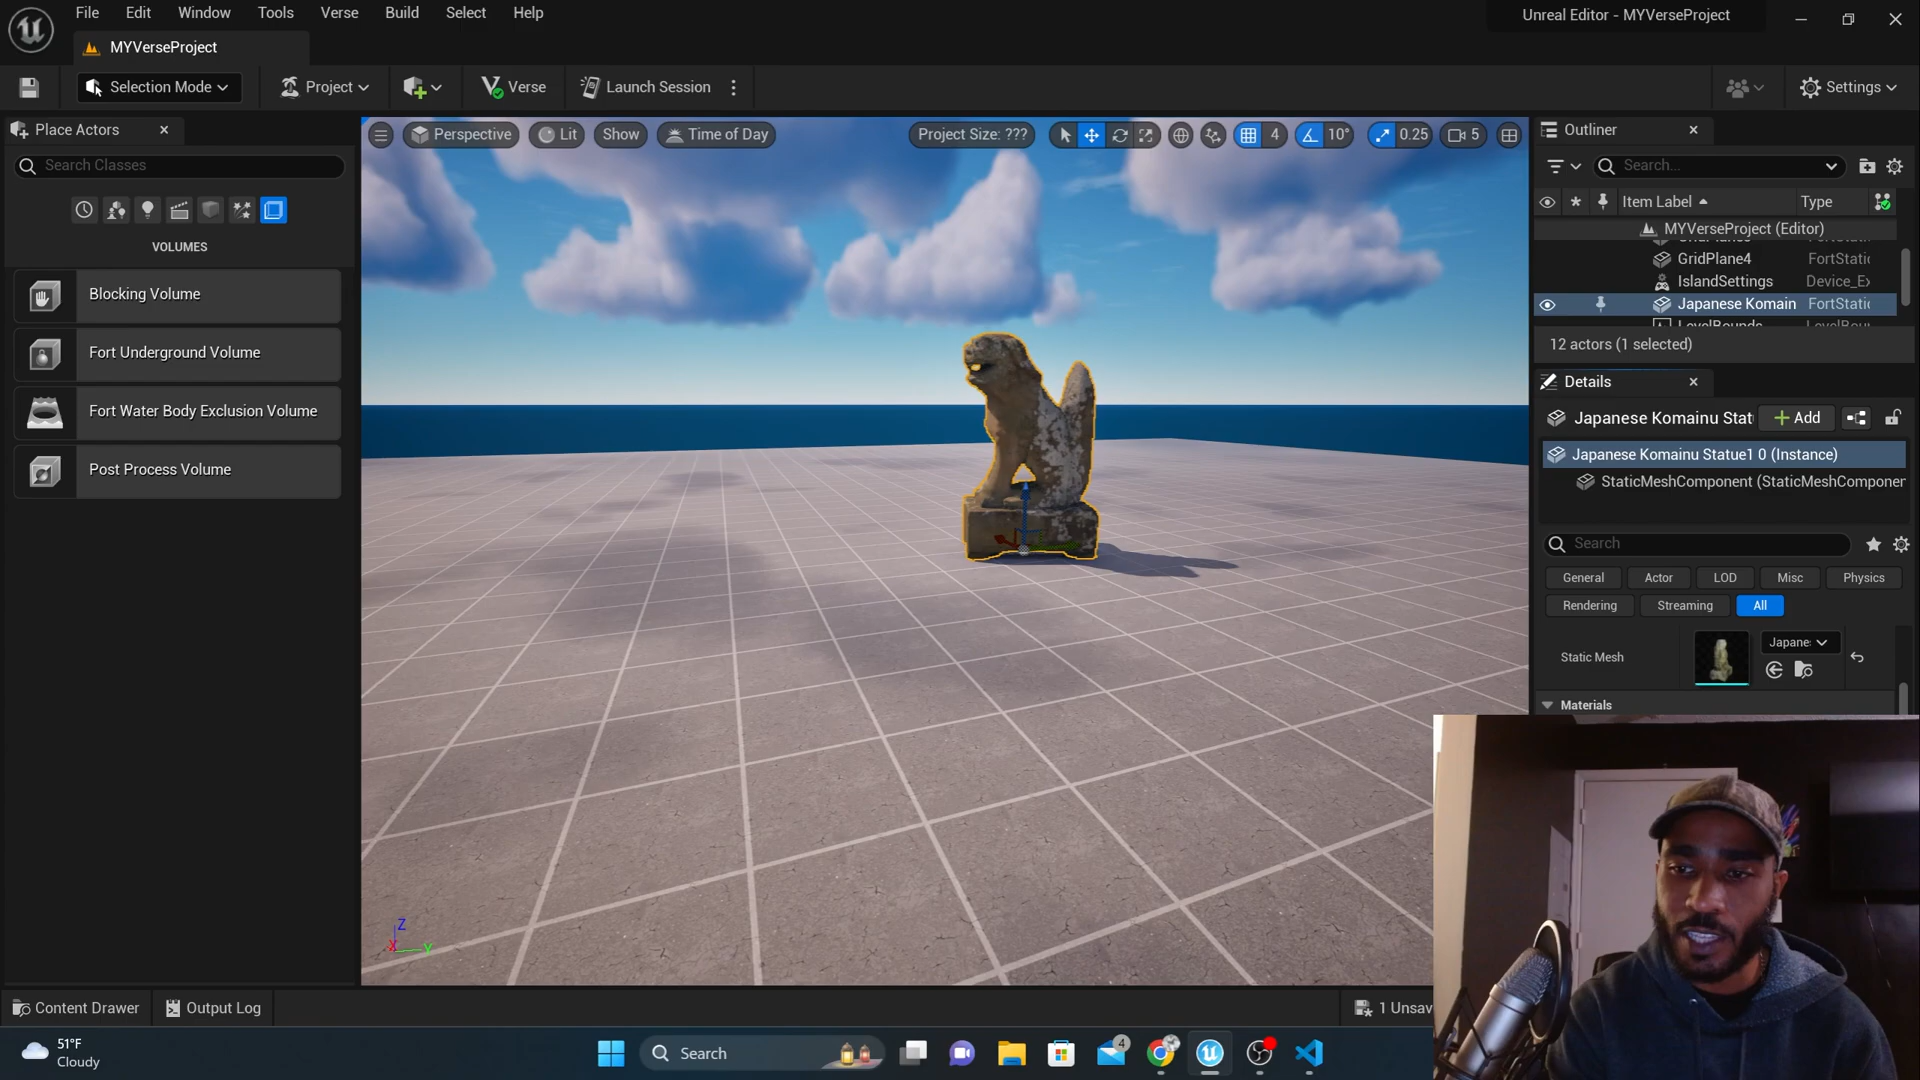 File Edit Window Tools Verse Build Select Help
Unreal Editor - MYVerseProject
MYVerseProject
Selection Mode
Project
Verse
Launch Session
Settings
Place Actors
Search Classes
VOLUMES
Blocking Volume
Fort Underground Volume
Fort Water Body Exclusion Volume
Post Process Volume
Perspective
Lit
Show
Time of Day
Project Size: ???
4
10°
0.25
5
Z
X
Y
Outliner
Search...
Item Label
Type
MYVerseProject (Editor)
GridPlane4 FortStatic
IslandSettings Device_Ex
Japanese Komain FortStatic
12 actors (1 selected)
Details
Japanese Komainu Stat
Add
Japanese Komainu Statue1 0 (Instance)
StaticMeshComponent (StaticMeshComponen
Search
General Actor LOD Misc Physics
Rendering Streaming All
Static Mesh
Japane
Materials
Content Drawer
Output Log
1 Unsav
51°F
Cloudy
Search
4